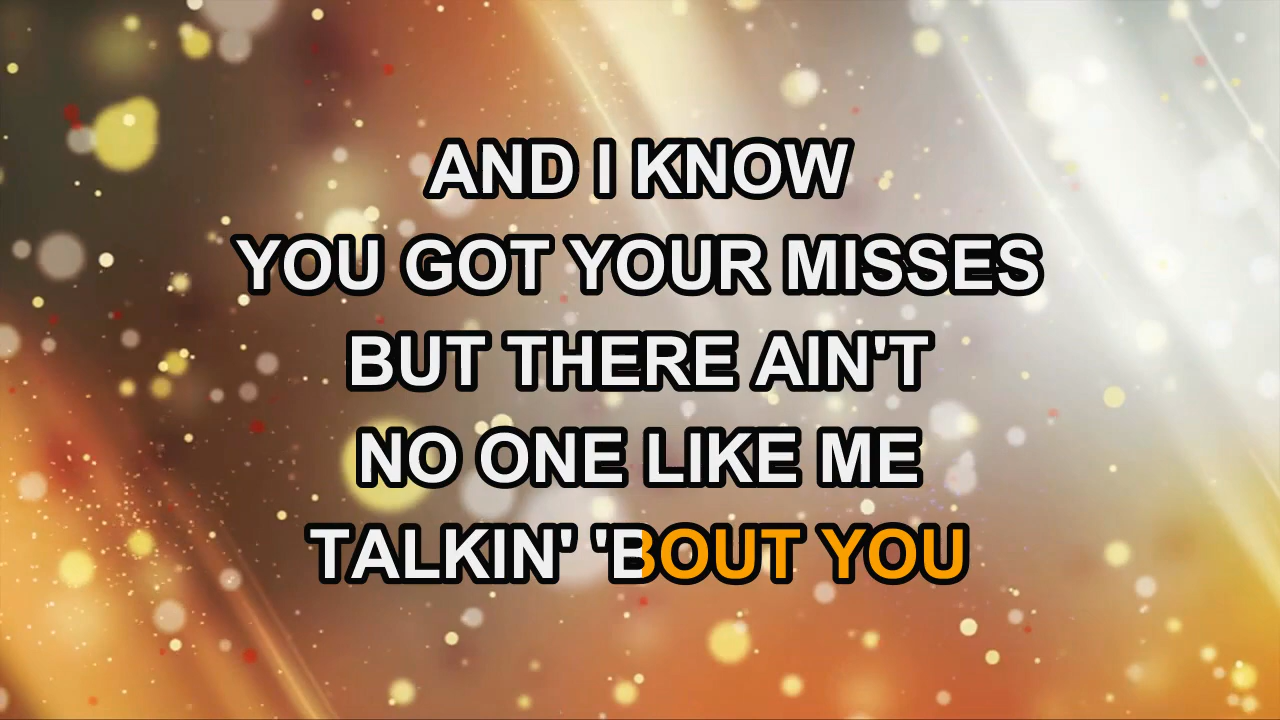 AND I KNOW
YOU GOT YOUR MISSES
BUT THERE AIN'T
NO ONE LIKE ME
TALKIN' 'BOUT YOU